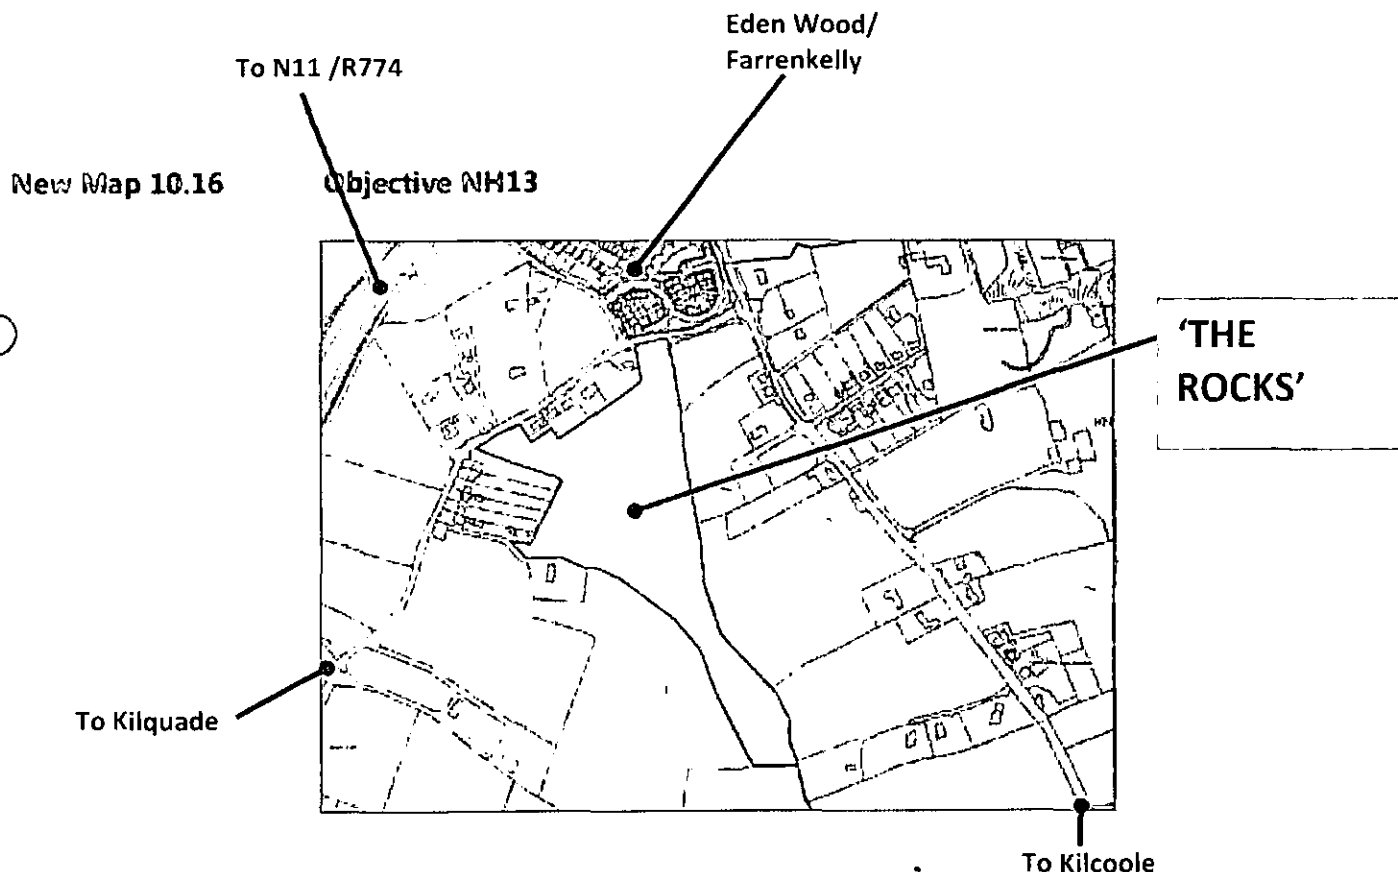 Eden Wood/
Farrenkelly
To N11 /R774
New Map 10.16 Objective NH13
'THE
ROCKS'
To Kilquade
To Kilcoole